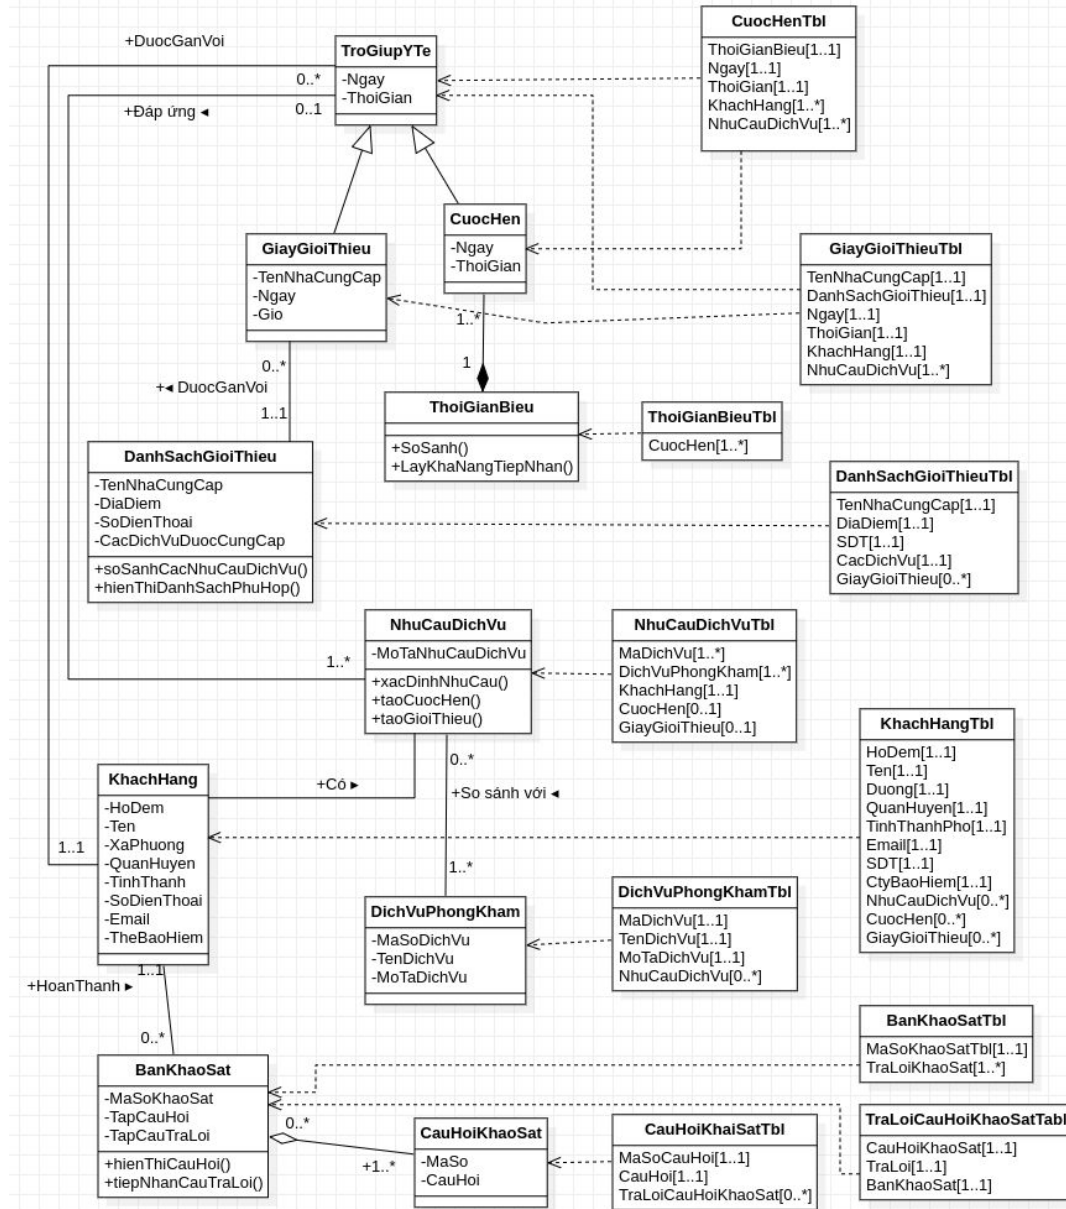 +DuocGanVoi
0..*
+Đáp ứng ◂
0..1
TroGiupYTe
-Ngay
-ThoiGian
CuocHenTbl
ThoiGianBieu[1..1]
Ngay[1..1]
ThoiGian[1..1]
KhachHang[1..*]
NhuCauDichVu[1..*]
GiayGioiThieu
-TenNhaCungCap
-Ngay
-Gio
CuocHen
-Ngay
-ThoiGian
GiayGioiThieuTbl
TenNhaCungCap[1..1]
DanhSachGioiThieu[1..1]
Ngay[1..1]
ThoiGian[1..1]
KhachHang[1..1]
NhuCauDichVu[1..*]
1..*
1
0..*
+◂ DuocGanVoi
1..1
ThoiGianBieu
+SoSanh()
+LayKhaNangTiepNhan()
ThoiGianBieuTbl
CuocHen[1..*]
DanhSachGioiThieu
-TenNhaCungCap
-DiaDiem
-SoDienThoai
-CacDichVuDuocCungCap
+soSanhCacNhuCauDichVu()
+hienThiDanhSachPhuHop()
DanhSachGioiThieuTbl
TenNhaCungCap[1..1]
DiaDiem[1..1]
SDT[1..1]
CacDichVu[1..1]
GiayGioiThieu[0..*]
1..*
NhuCauDichVu
-MoTaNhuCauDichVu
+xacDinhNhuCau()
+taoCuocHen()
+taoGioiThieu()
NhuCauDichVuTbl
MaDichVu[1..*]
DichVuPhongKham[1..*]
KhachHang[1..1]
CuocHen[0..1]
GiayGioiThieu[0..1]
KhachHangTbl
HoDem[1..1]
Ten[1..1]
Duong[1..1]
QuanHuyen[1..1]
TinhThanhPho[1..1]
Email[1..1]
SDT[1..1]
CtyBaoHiem[1..1]
NhuCauDichVu[0..*]
CuocHen[0..*]
GiayGioiThieu[0..*]
0..*
+So sánh với ◂
1..*
+Có ▸
1..1
KhachHang
-HoDem
-Ten
-XaPhuong
-QuanHuyen
-TinhThanh
-SoDienThoai
-Email
-TheBaoHiem
DichVuPhongKham
-MaSoDichVu
-TenDichVu
-MoTaDichVu
DichVuPhongKhamTbl
MaDichVu[1..1]
TenDichVu[1..1]
MoTaDichVu[1..1]
NhuCauDichVu[0..*]
1..1
+HoanThanh ▸
0..*
BanKhaoSat
-MaSoKhaoSat
-TapCauHoi
-TapCauTraLoi
+hienThiCauHoi()
+tiepNhanCauTraLoi()
BanKhaoSatTbl
MaSoKhaoSatTbl[1..1]
TraLoiKhaoSat[1..*]
0..*
+1..*
CauHoiKhaoSat
-MaSo
-CauHoi
CauHoiKhaiSatTbl
MaSoCauHoi[1..1]
CauHoi[1..1]
TraLoiCauHoiKhaoSat[0..*]
TraLoiCauHoiKhaoSatTabl
CauHoiKhaoSat[1..1]
TraLoi[1..1]
BanKhaoSat[1..1]